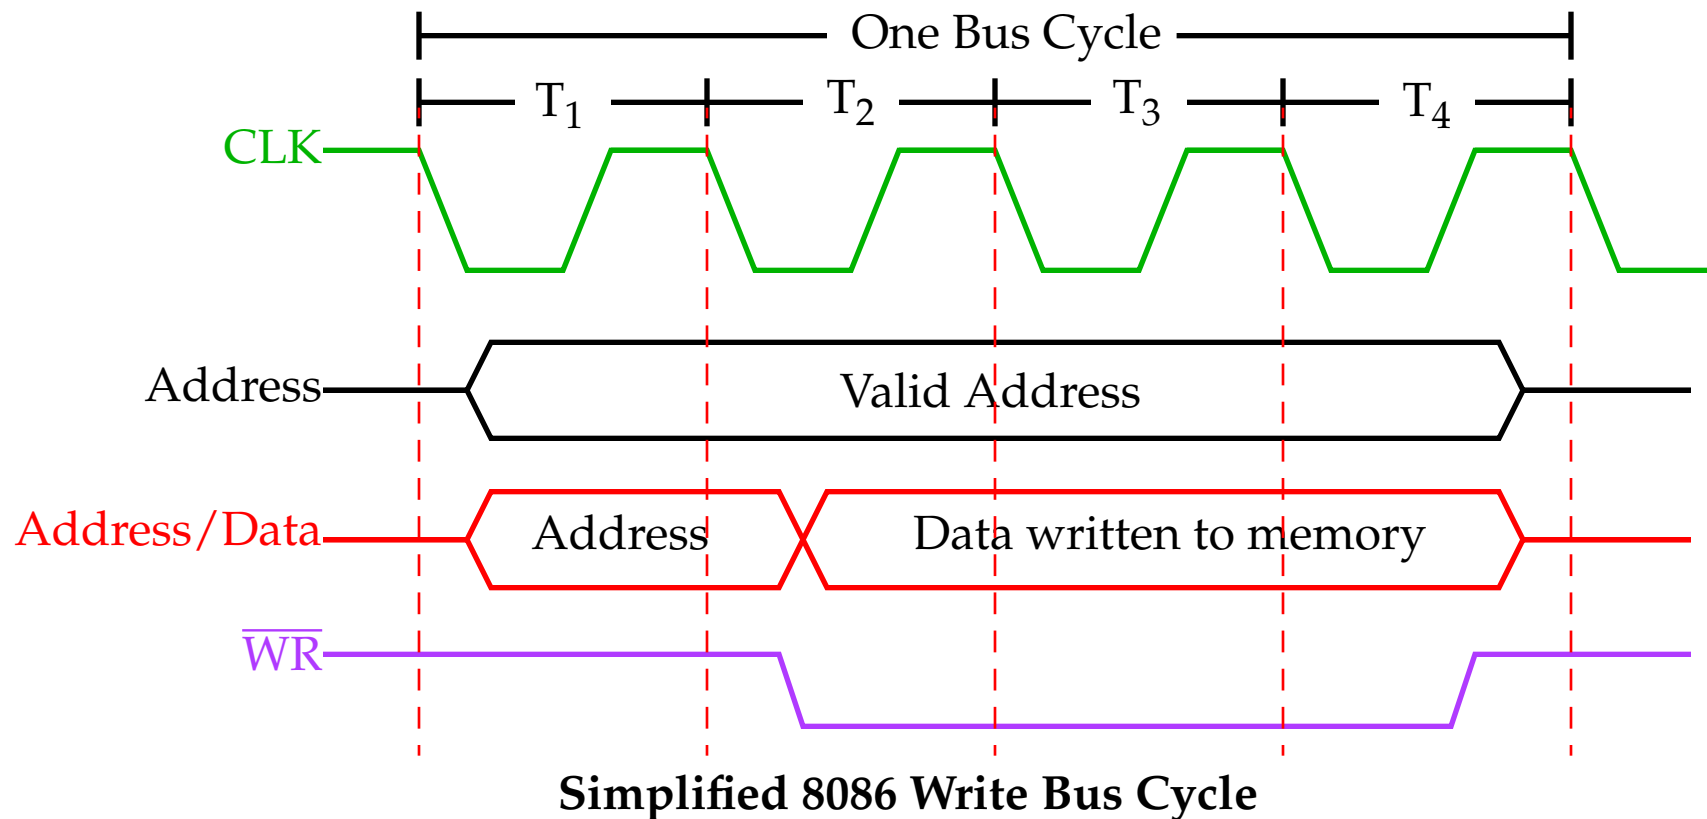 One Bus Cycle
T₁ T₂ T₃ T₄
CLK
Address Valid Address
Address/Data Address Data written to memory
W̅R̅
Simplified 8086 Write Bus Cycle